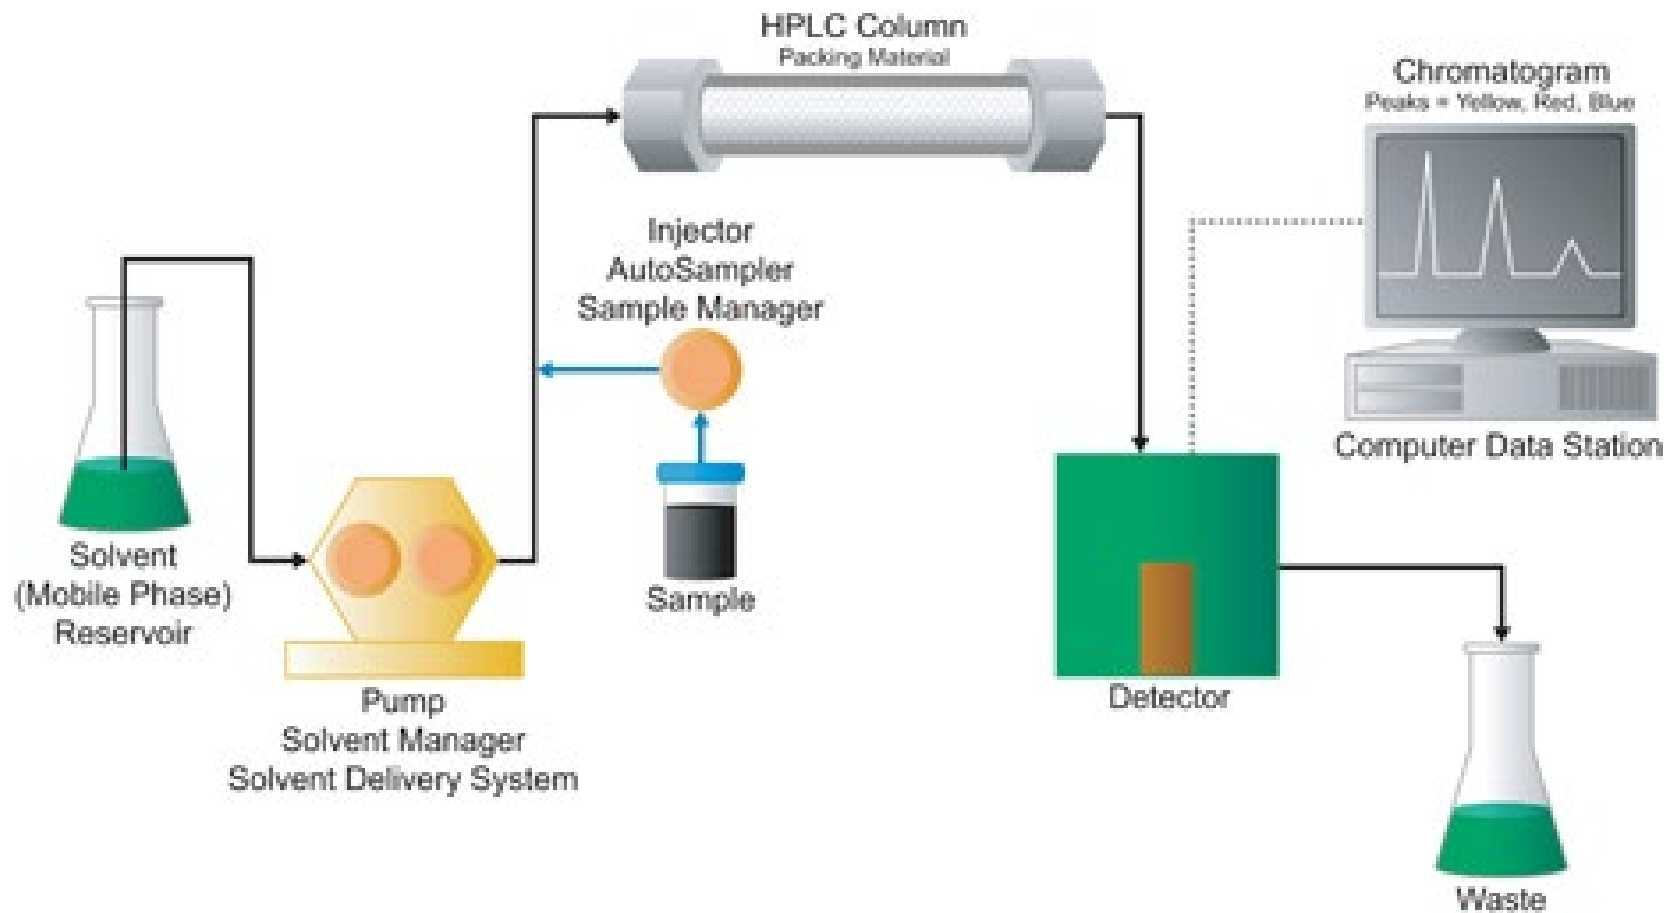 HPLC Column
Packing Material
Chromatogram
Peaks = Yellow, Red, Blue
Injector
AutoSampler
Sample Manager
Computer Data Station
Solvent
(Mobile Phase)
Reservoir
Sample
Pump
Solvent Manager
Solvent Delivery System
Detector
Waste